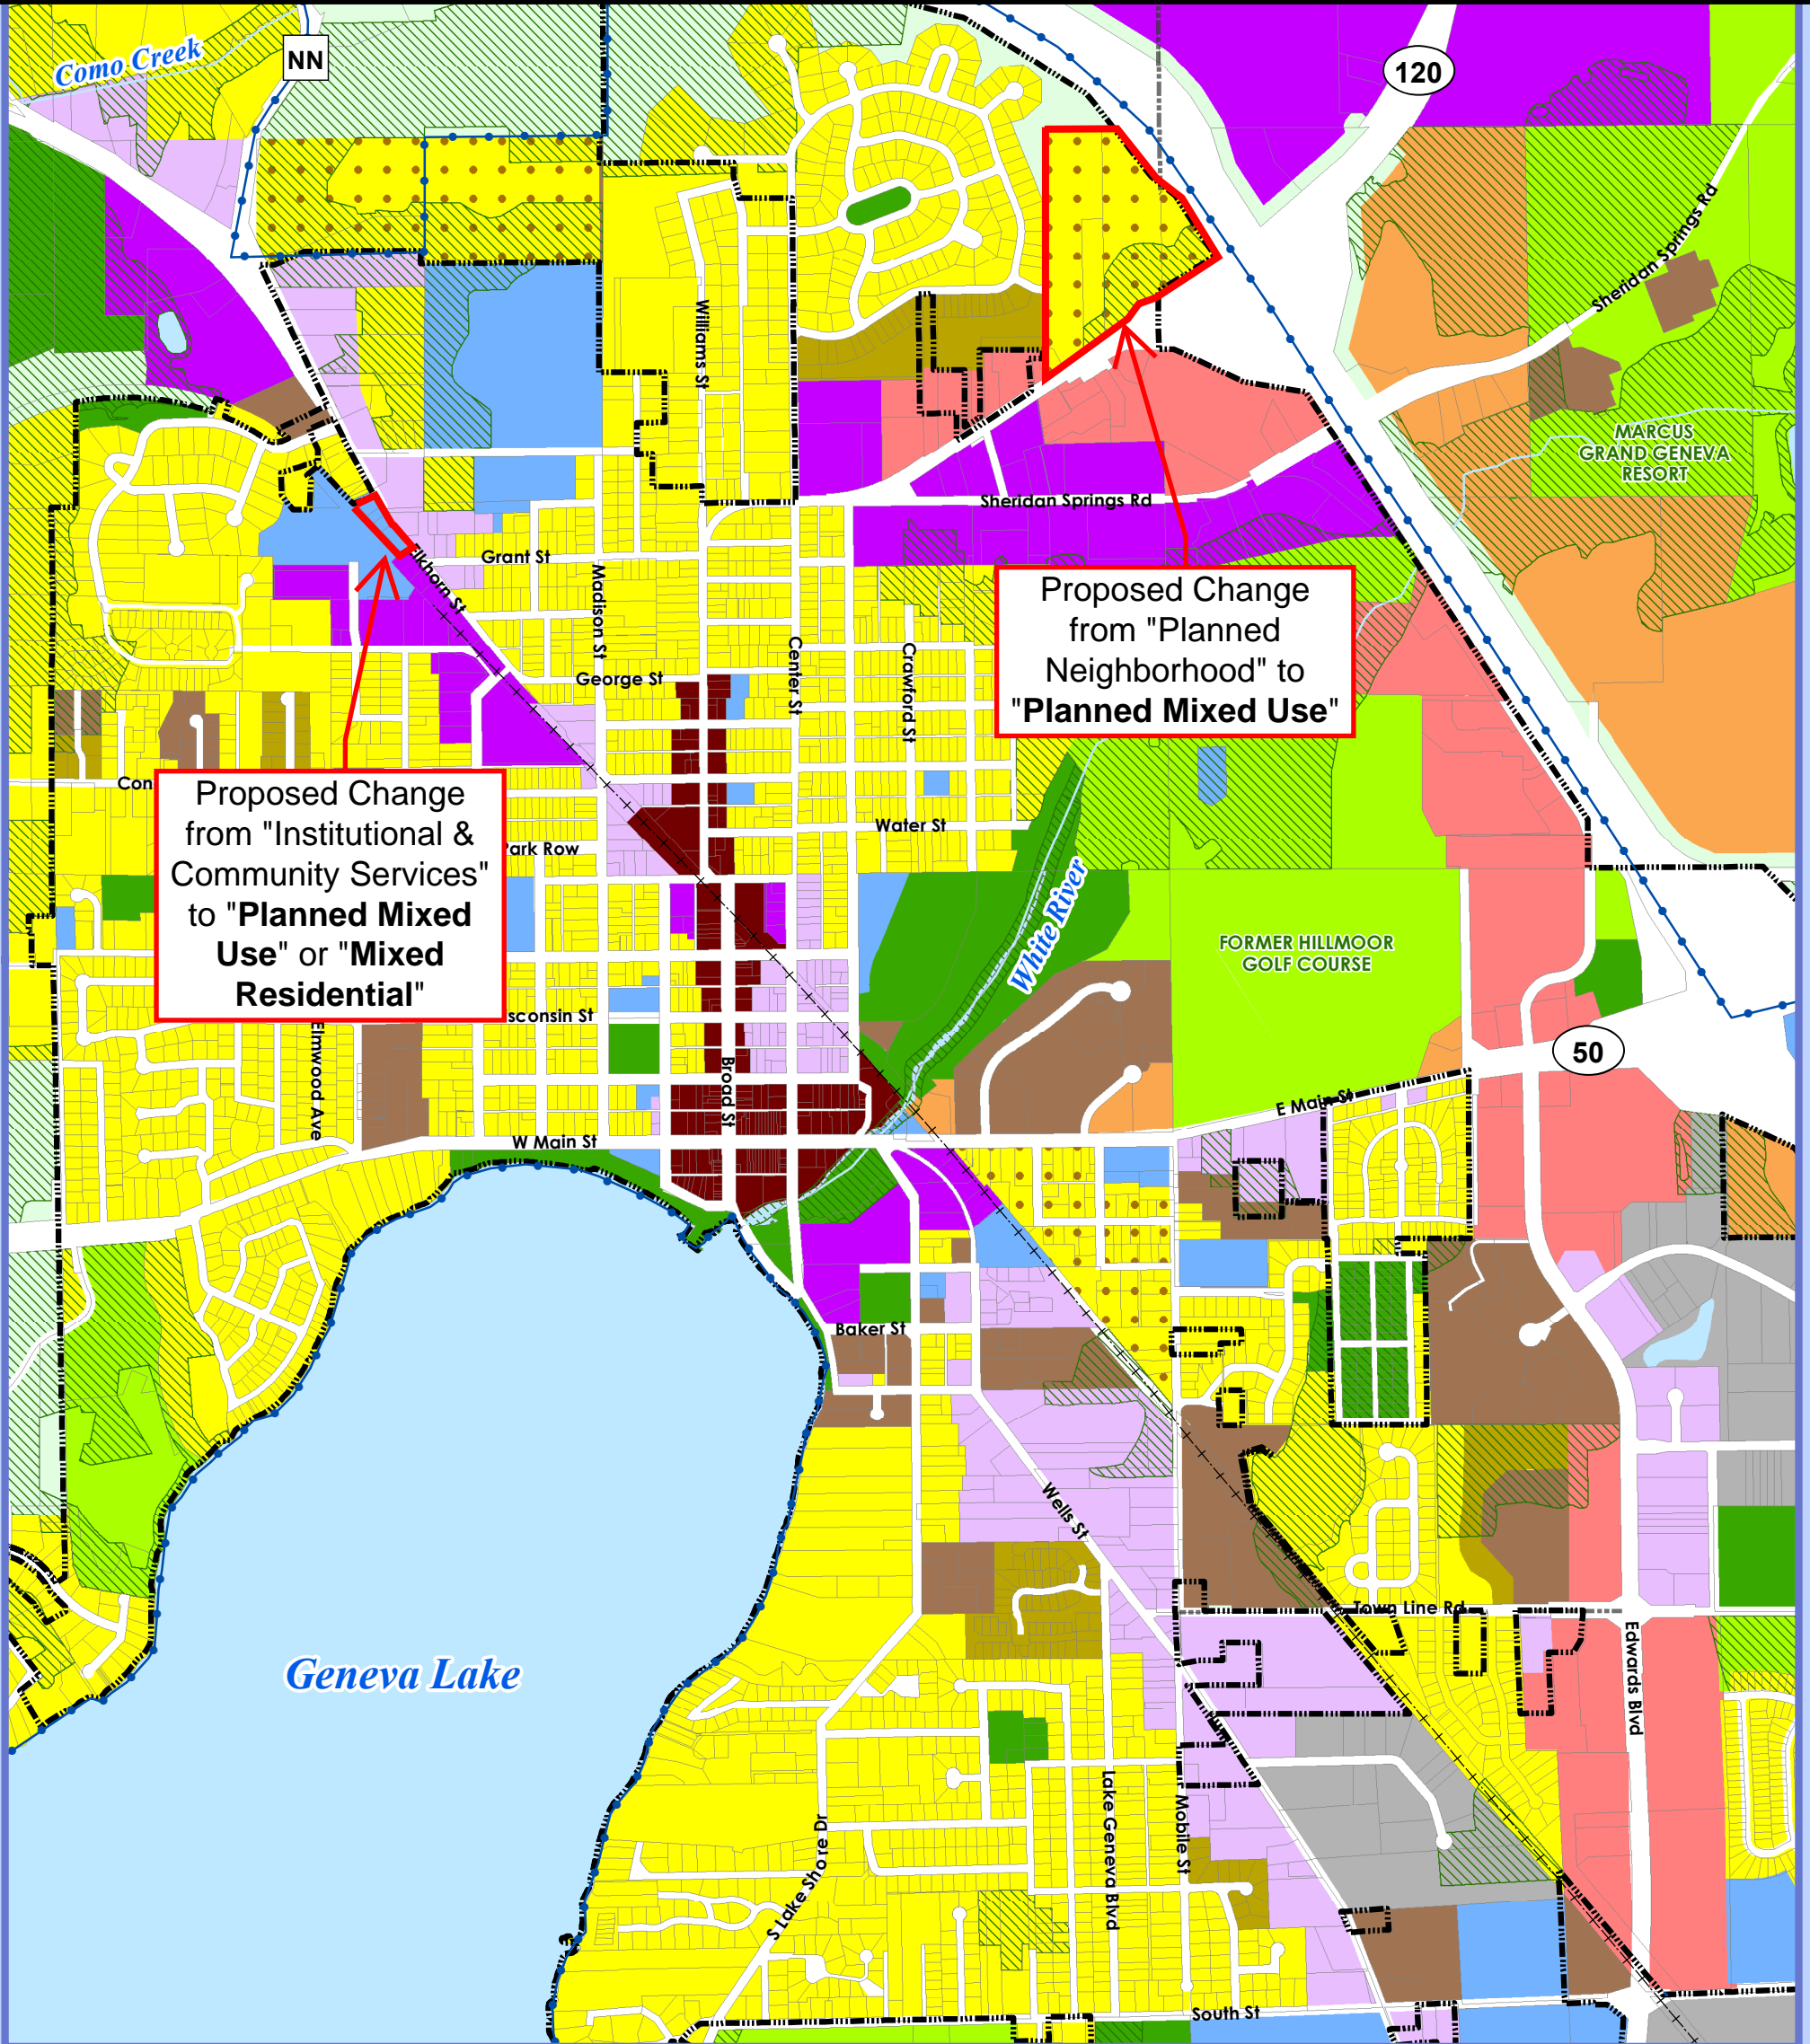 Como Creek
NN
120
Sheridan Springs Rd
Williams St
MARCUS
GRAND GENEVA
RESORT
Sheridan Springs Rd
Grant St
Elkhorn St
Madison St
Proposed Change
from "Planned
Neighborhood" to
"Planned Mixed Use"
Center St
Crawford St
George St
Con
Proposed Change
from "Institutional &
Community Services"
to "Planned Mixed
Use" or "Mixed
Residential"
Water St
Park Row
White River
FORMER HILLMOOR
GOLF COURSE
sconsin St
Elmwood Ave
Broad St
50
E Main St
W Main St
Baker St
Wells St
Town Line Rd
Geneva Lake
Edwards Blvd
S Lake Shore Dr
Lake Geneva Blvd
Mobile St
South St